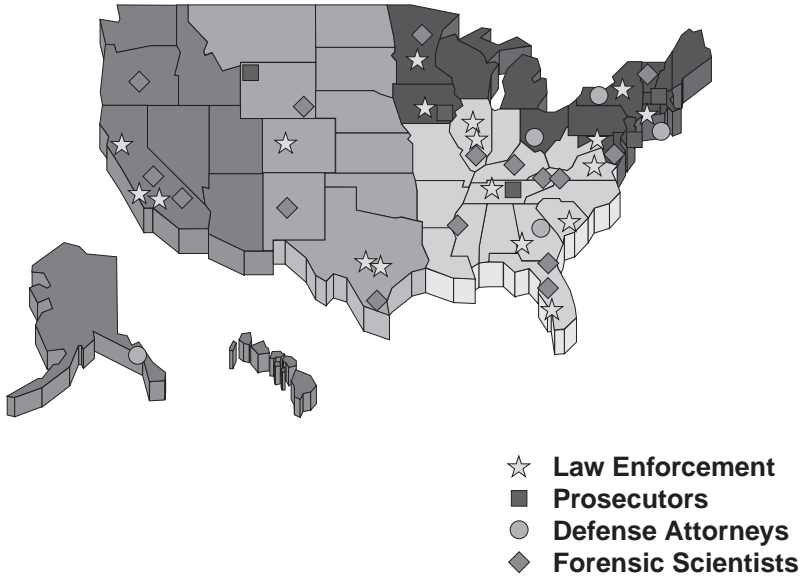 Law Enforcement
Prosecutors
Defense Attorneys
Forensic Scientists